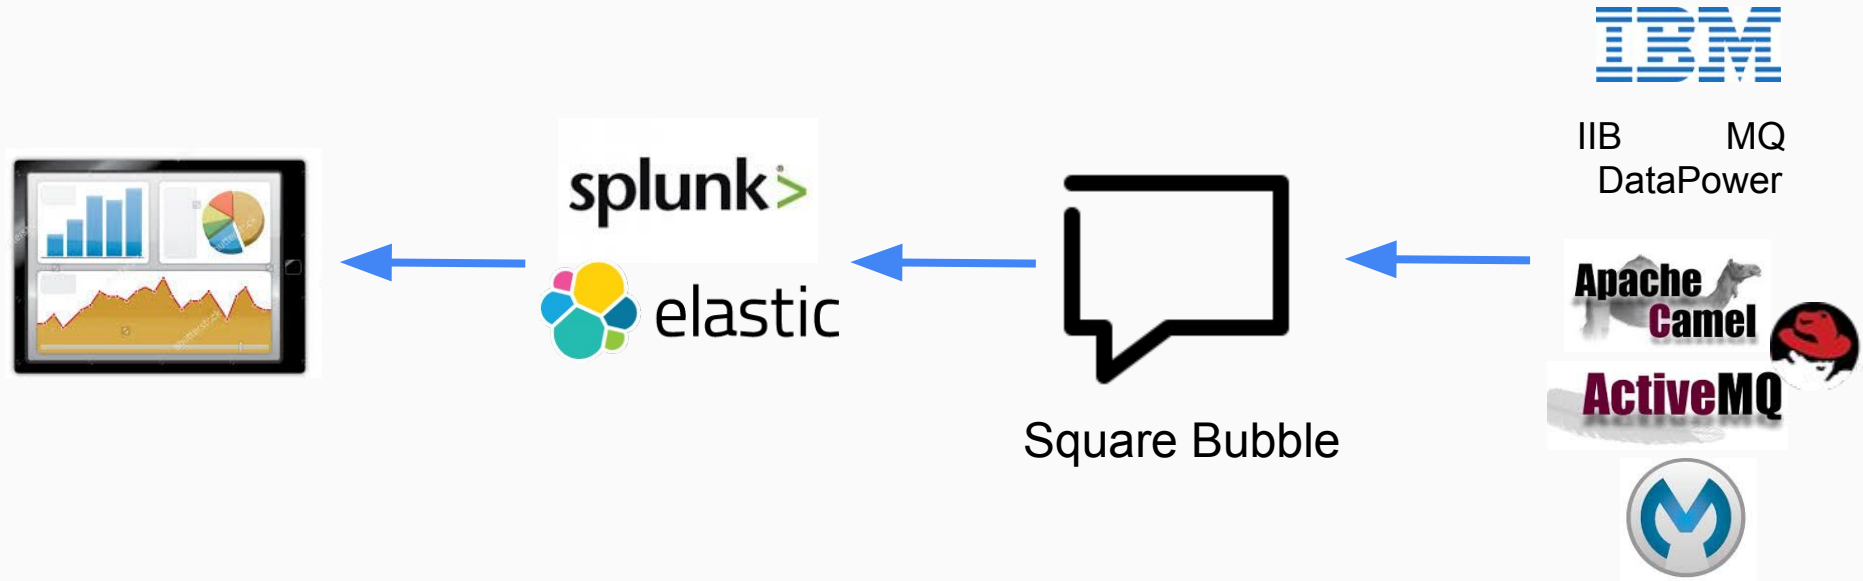 IBM
IIB MQ
DataPower
splunk>
elastic
Apache
Camel
ActiveMQ
Square Bubble